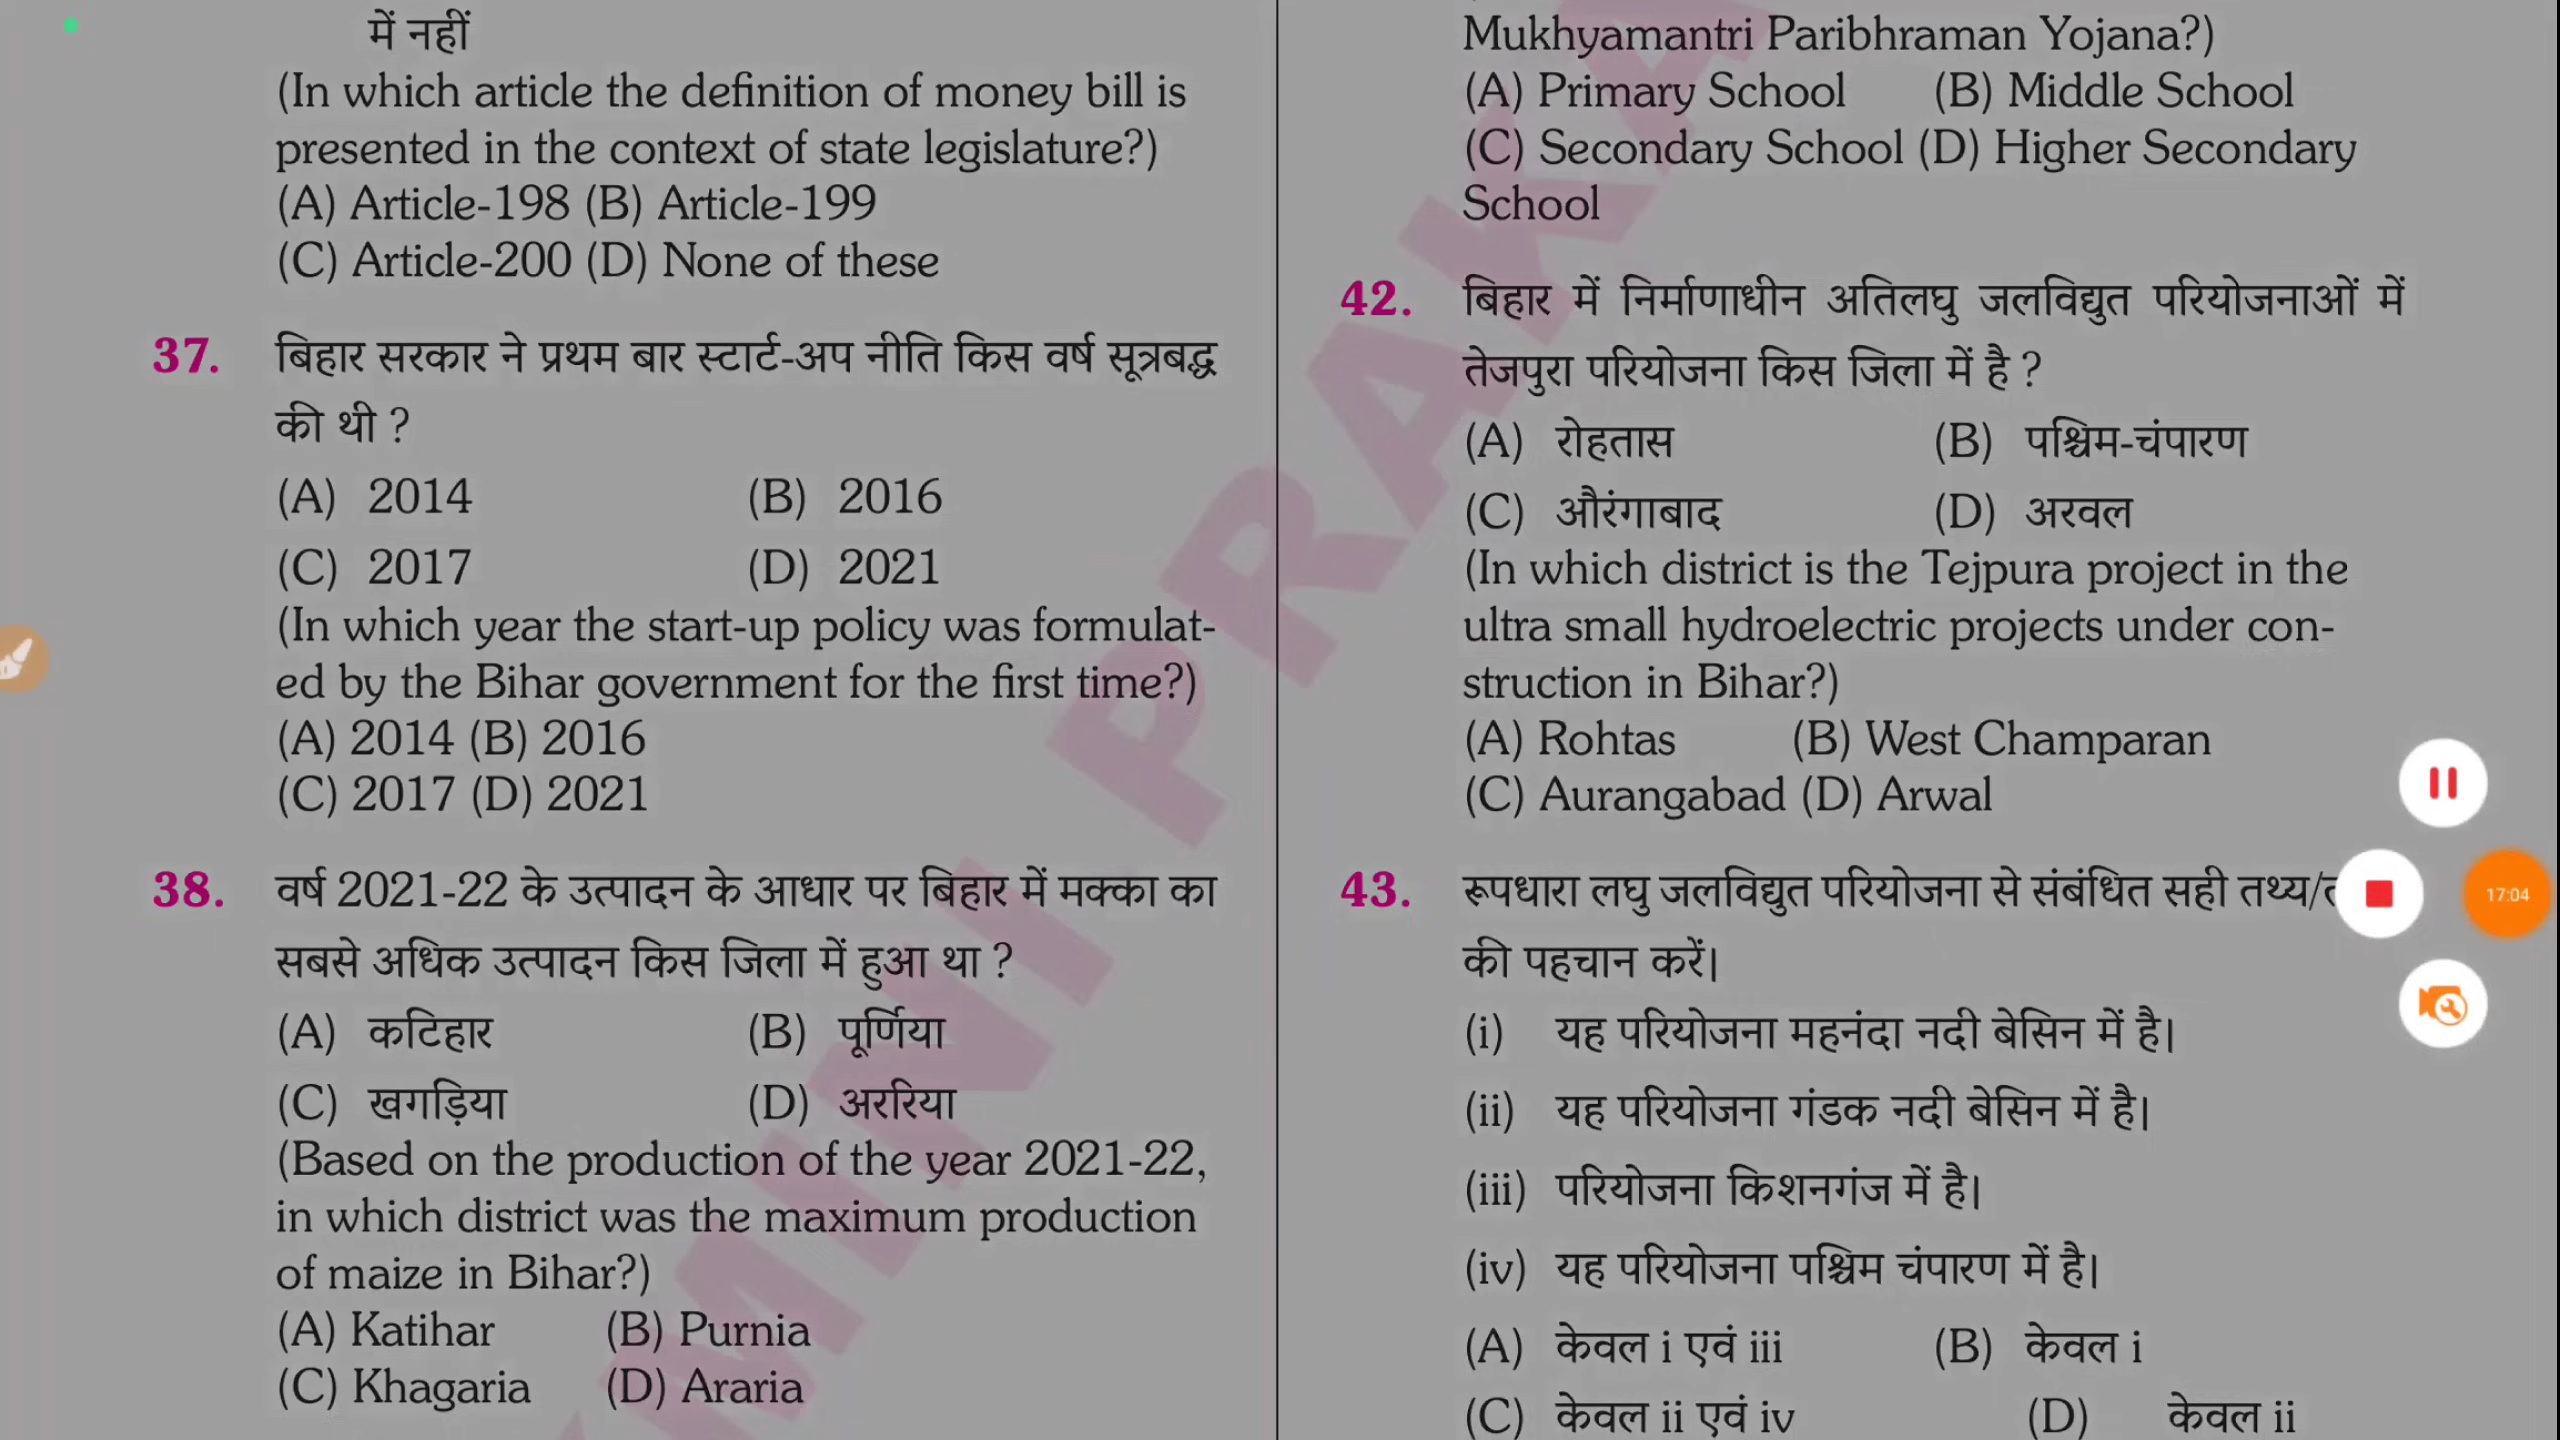 में नहीं
(In which article the definition of money bill is
presented in the context of state legislature?)
(A) Article-198 (B) Article-199
(C) Article-200 (D) None of these
37. बिहार सरकार ने प्रथम बार स्टार्ट-अप नीति किस वर्ष सूत्रबद्ध
की थी ?
(A) 2014 (B) 2016
(C) 2017 (D) 2021
(In which year the start-up policy was formulat-
ed by the Bihar government for the first time?)
(A) 2014 (B) 2016
(C) 2017 (D) 2021
38. वर्ष 2021-22 के उत्पादन के आधार पर बिहार में मक्का का
सबसे अधिक उत्पादन किस जिला में हुआ था ?
(A) कटिहार (B) पूर्णिया
(C) खगड़िया (D) अररिया
(Based on the production of the year 2021-22,
in which district was the maximum production
of maize in Bihar?)
(A) Katihar (B) Purnia
(C) Khagaria (D) Araria
Mukhyamantri Paribhraman Yojana?)
(A) Primary School (B) Middle School
(C) Secondary School (D) Higher Secondary
School
42. बिहार में निर्माणाधीन अतिलघु जलविद्युत परियोजनाओं में
तेजपुरा परियोजना किस जिला में है ?
(A) रोहतास (B) पश्चिम-चंपारण
(C) औरंगाबाद (D) अरवल
(In which district is the Tejpura project in the
ultra small hydroelectric projects under con-
struction in Bihar?)
(A) Rohtas (B) West Champaran
(C) Aurangabad (D) Arwal
43. रूपधारा लघु जलविद्युत परियोजना से संबंधित सही तथ्य/
की पहचान करें।
(i) यह परियोजना महनंदा नदी बेसिन में है।
(ii) यह परियोजना गंडक नदी बेसिन में है।
(iii) परियोजना किशनगंज में है।
(iv) यह परियोजना पश्चिम चंपारण में है।
(A) केवल i एवं iii (B) केवल i
(C) केवल ii एवं iv (D) केवल ii
17:04